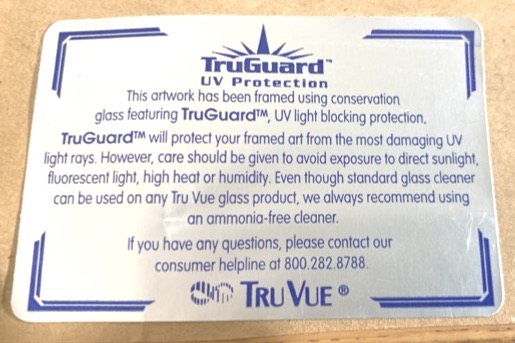 TruGuard™
UV Protection
This artwork has been framed using conservation
glass featuring TruGuard™, UV light blocking protection.
TruGuard™ will protect your framed art from the most damaging UV
light rays. However, care should be given to avoid exposure to direct sunlight,
fluorescent light, high heat or humidity. Even though standard glass cleaner
can be used on any Tru Vue glass product, we always recommend using
an ammonia-free cleaner.
If you have any questions, please contact our
consumer helpline at 800.282.8788.
TRU VUE ®